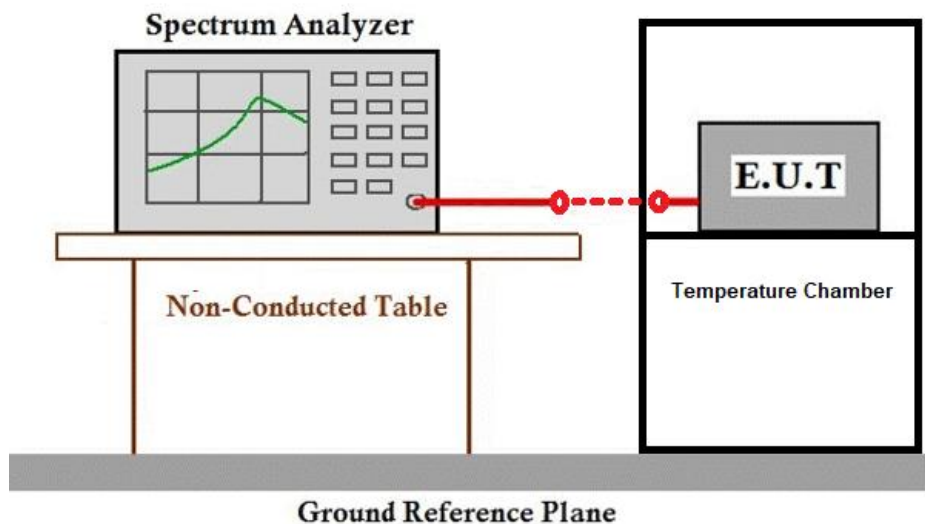 Spectrum Analyzer
E.U.T
Non-Conducted Table
Temperature Chamber
Ground Reference Plane